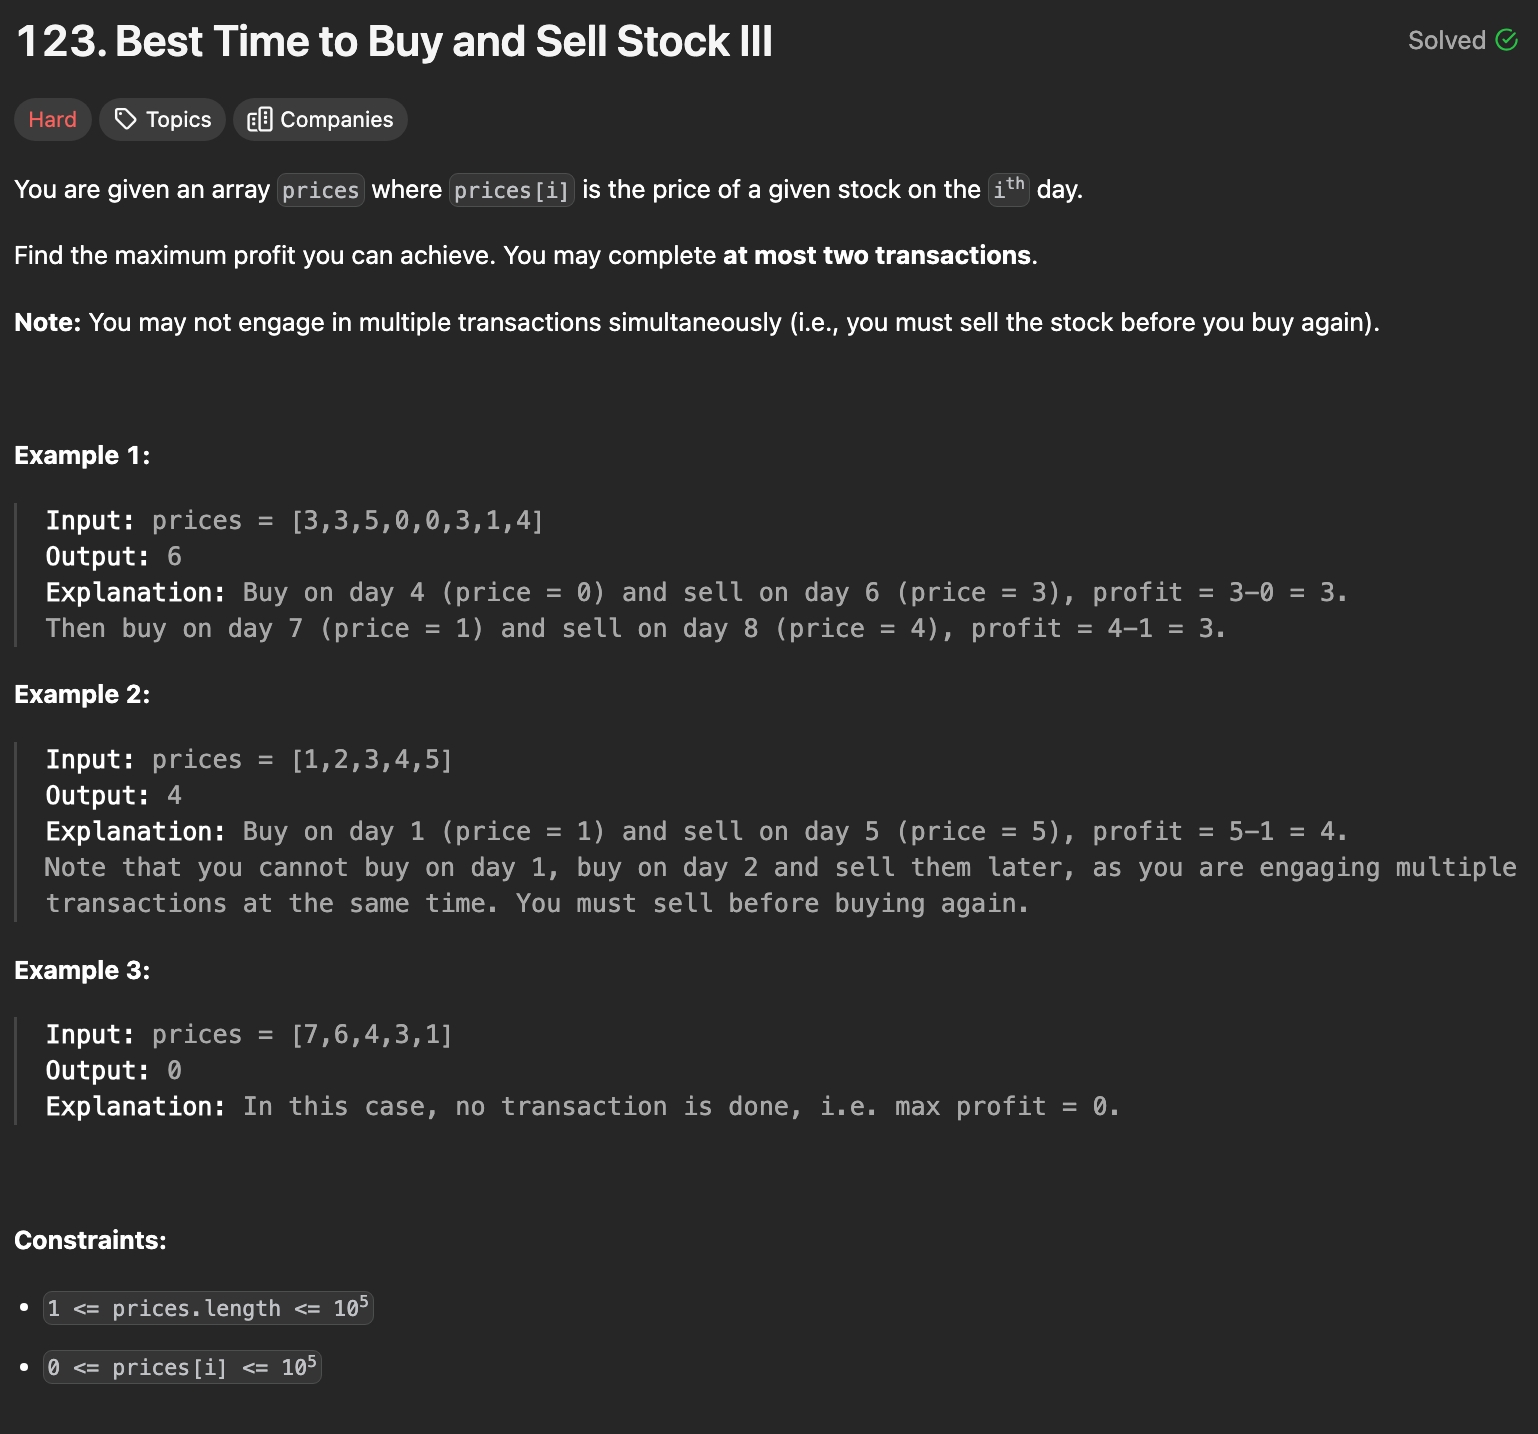 123. Best Time to Buy and Sell Stock III
Solved
Hard
Topics
Companies
You are given an array prices where prices[i] is the price of a given stock on the ith day.
Find the maximum profit you can achieve. You may complete at most two transactions.
Note: You may not engage in multiple transactions simultaneously (i.e., you must sell the stock before you buy again).
Example 1:
Input: prices = [3,3,5,0,0,3,1,4]
Output: 6
Explanation: Buy on day 4 (price = 0) and sell on day 6 (price = 3), profit = 3-0 = 3.
Then buy on day 7 (price = 1) and sell on day 8 (price = 4), profit = 4-1 = 3.
Example 2:
Input: prices = [1,2,3,4,5]
Output: 4
Explanation: Buy on day 1 (price = 1) and sell on day 5 (price = 5), profit = 5-1 = 4.
Note that you cannot buy on day 1, buy on day 2 and sell them later, as you are engaging multiple
transactions at the same time. You must sell before buying again.
Example 3:
Input: prices = [7,6,4,3,1]
Output: 0
Explanation: In this case, no transaction is done, i.e. max profit = 0.
Constraints:
• 1 <= prices.length <= 10⁵
• 0 <= prices[i] <= 10⁵